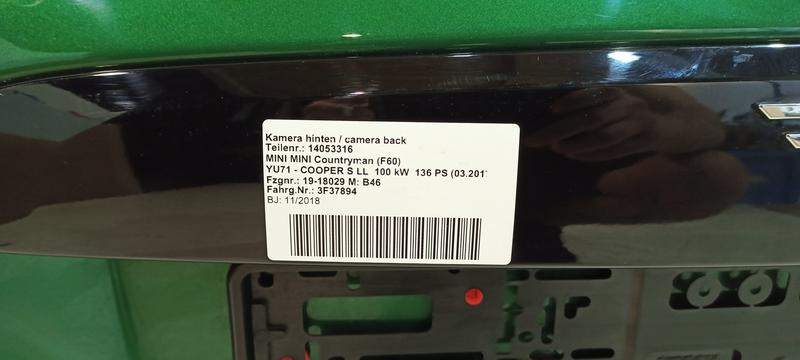 Kamera hinten / camera back
Teilenr.: 14053316
MINI MINI Countryman (F60)
YU71 - COOPER S LL 100 kW 136 PS (03.201
Fzgnr.: 19-18029 M: B46
Fahrg.Nr.: 3F37894
BJ: 11/2018